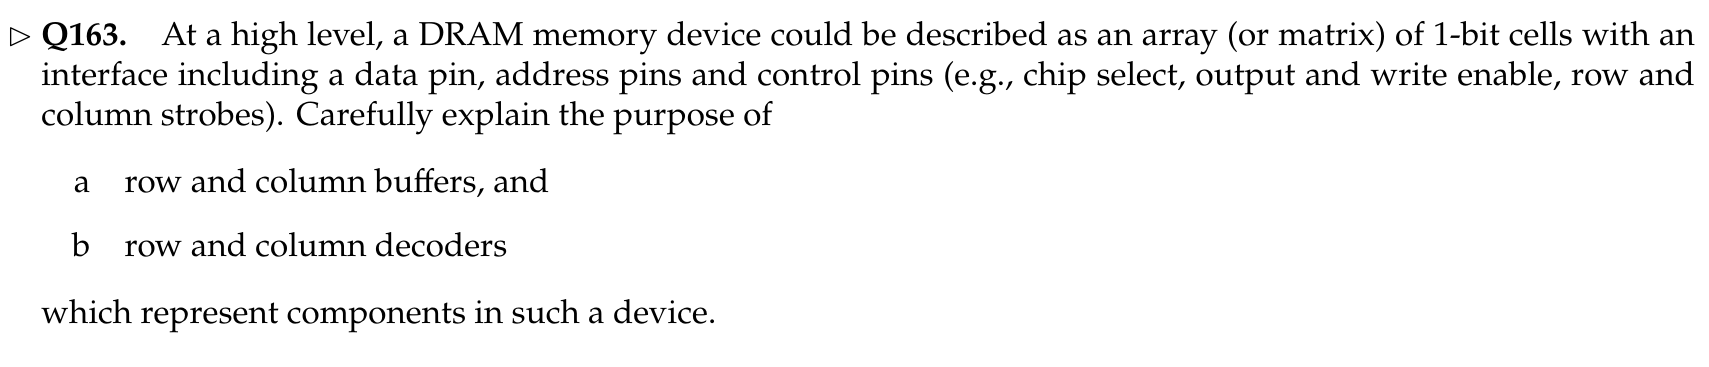 ▷ Q163. At a high level, a DRAM memory device could be described as an array (or matrix) of 1-bit cells with an
interface including a data pin, address pins and control pins (e.g., chip select, output and write enable, row and
column strobes). Carefully explain the purpose of
a row and column buffers, and
b row and column decoders
which represent components in such a device.